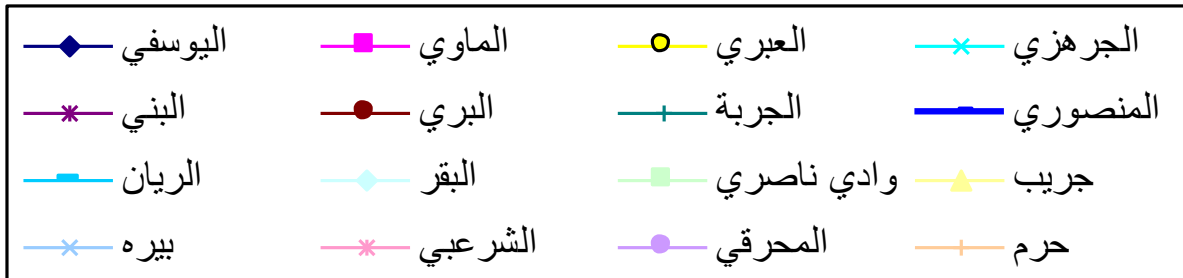 اليوسفي الماوي العبري الجرهزي
البني البري الجربة المنصوري
الريان البقر وادي ناصري جريب
بيره الشرعبي المحرقي حرم